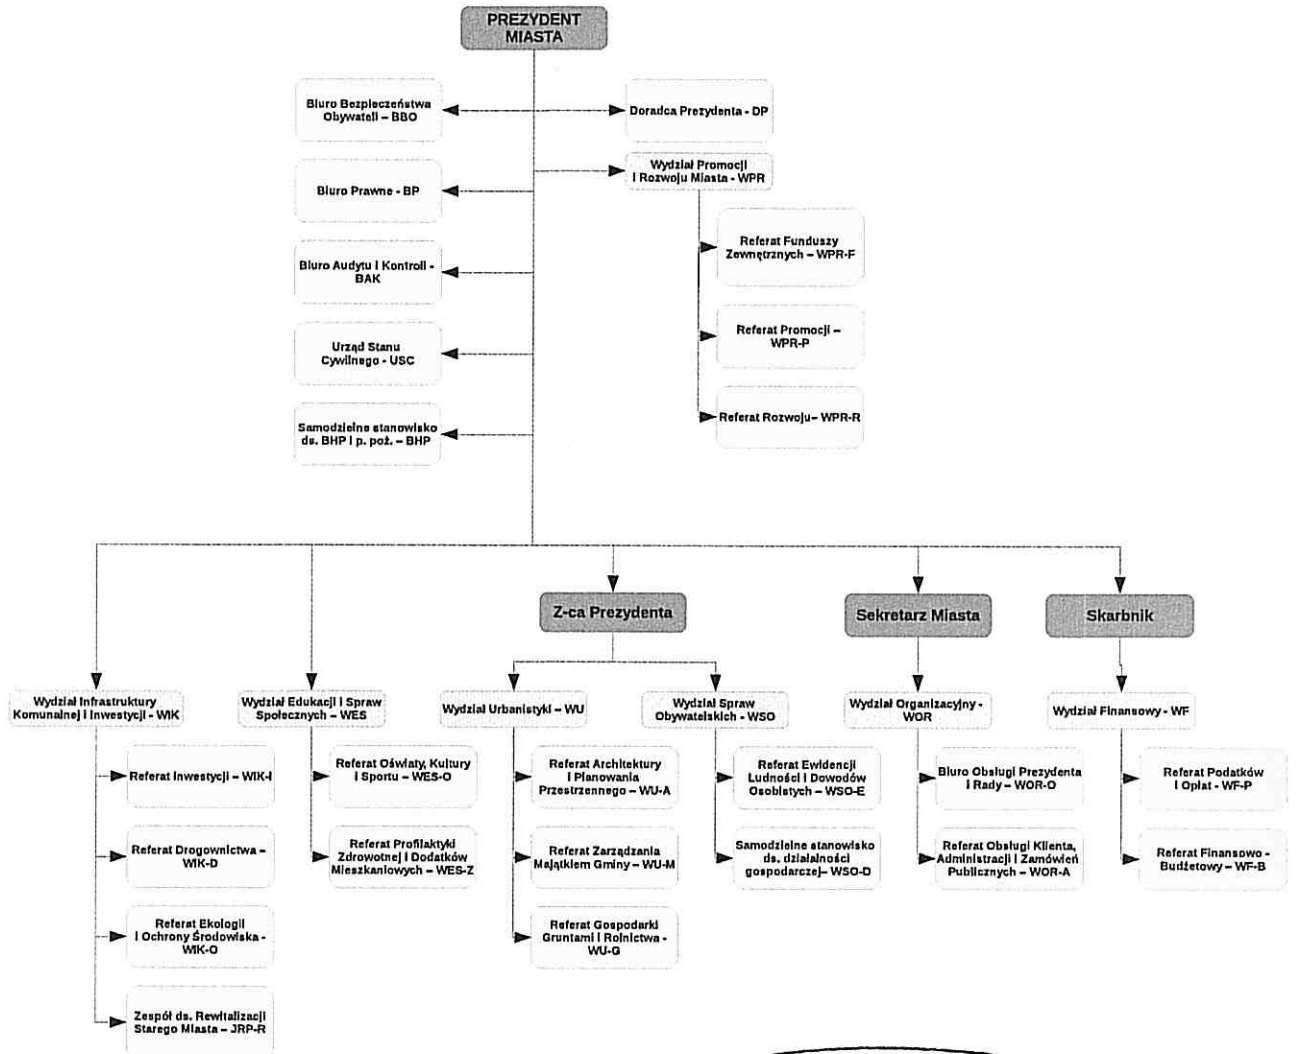 PREZYDENT
MIASTA
Biuro Bezpieczeństwa
Obywateli – BBO
Doradca Prezydenta - DP
Wydział Promocji
i Rozwoju Miasta - WPR
Biuro Prawne - BP
Referat Funduszy
Zewnętrznych – WPR-F
Biuro Audytu i Kontroli -
BAK
Referat Promocji –
WPR-P
Urząd Stanu
Cywilnego - USC
Referat Rozwoju– WPR-R
Samodzielne stanowisko
ds. BHP i p. poż. – BHP
Z-ca Prezydenta
Sekretarz Miasta
Skarbnik
Wydział Infrastruktury
Komunalnej i Inwestycji - WIK
Wydział Edukacji i Spraw
Społecznych – WES
Wydział Urbanistyki – WU
Wydział Spraw
Obywatelskich - WSO
Wydział Organizacyjny -
WOR
Wydział Finansowy - WF
Referat Inwestycji – WIK-I
Referat Oświaty, Kultury
i Sportu – WES-O
Referat Architektury
i Planowania
Przestrzennego – WU-A
Referat Ewidencji
Ludności i Dowodów
Osobistych – WSO-E
Biuro Obsługi Prezydenta
i Rady – WOR-O
Referat Podatków
i Opłat - WF-P
Referat Drogownictwa –
WIK-D
Referat Profilaktyki
Zdrowotnej i Dodatków
Mieszkaniowych – WES-Z
Referat Zarządzania
Majątkiem Gminy – WU-M
Samodzielne stanowisko
ds. działalności
gospodarczej– WSO-D
Referat Obsługi Klienta,
Administracji i Zamówień
Publicznych – WOR-A
Referat Finansowo -
Budżetowy – WF-B
Referat Ekologii
i Ochrony Środowiska -
WIK-O
Referat Gospodarki
Gruntami i Rolnictwa -
WU-G
Zespół ds. Rewitalizacji
Starego Miasta – JRP-R